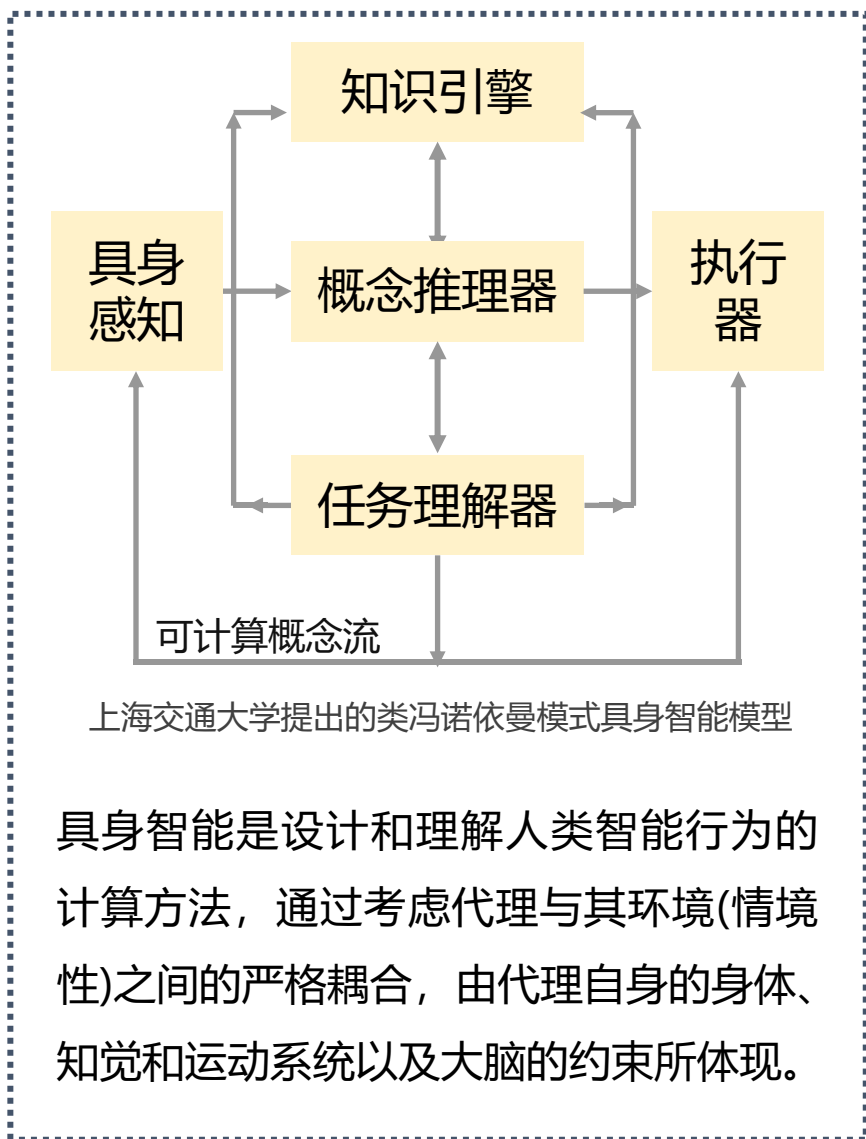 知识引擎
具身
感知
概念推理器
执行
器
任务理解器
可计算概念流
上海交通大学提出的类冯诺依曼模式具身智能模型
具身智能是设计和理解人类智能行为的
计算方法，通过考虑代理与其环境(情境
性)之间的严格耦合，由代理自身的身体、
知觉和运动系统以及大脑的约束所体现。